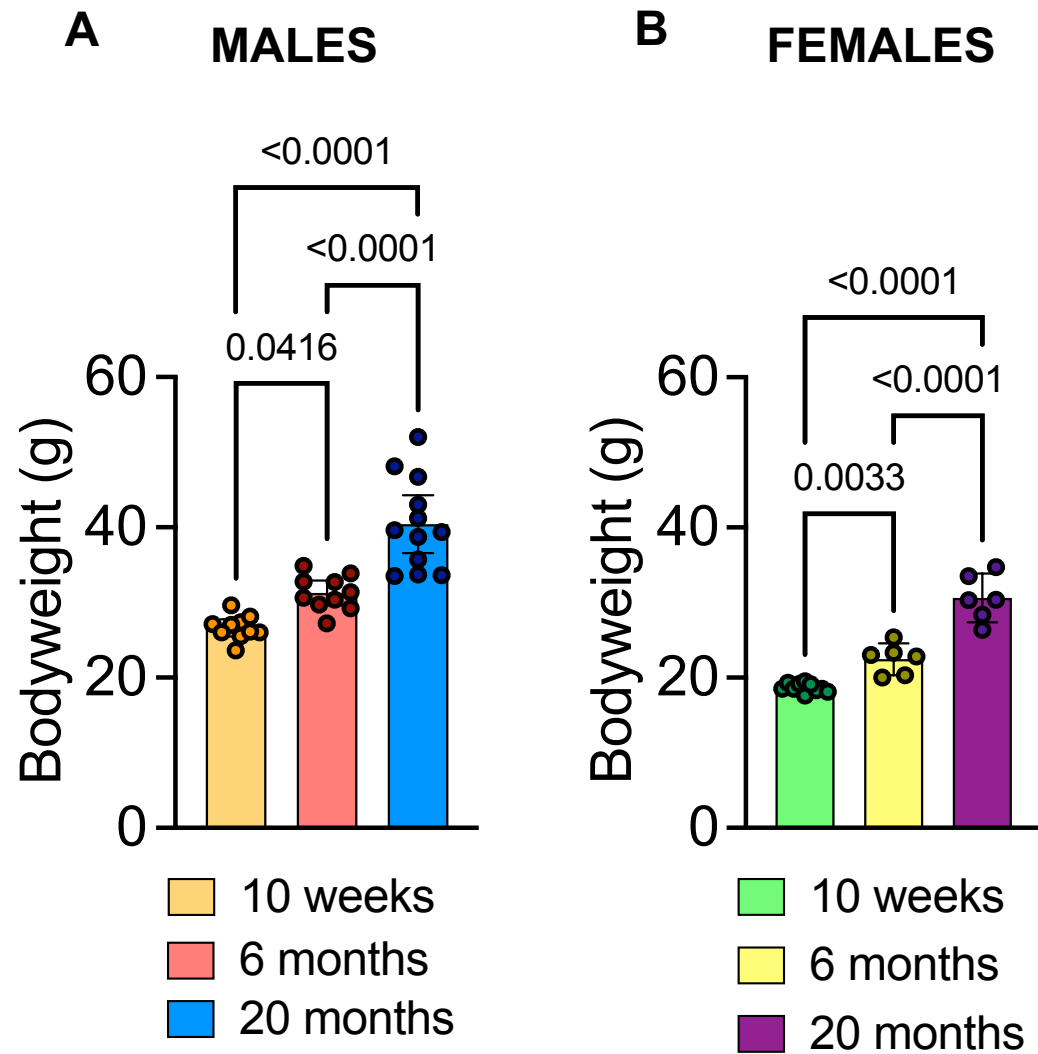 A
MALES
<0.0001
<0.0001
0.0416
60
40
20
0
Bodyweight (g)
10 weeks
6 months
20 months
B
FEMALES
<0.0001
<0.0001
0.0033
60
40
20
0
Bodyweight (g)
10 weeks
6 months
20 months